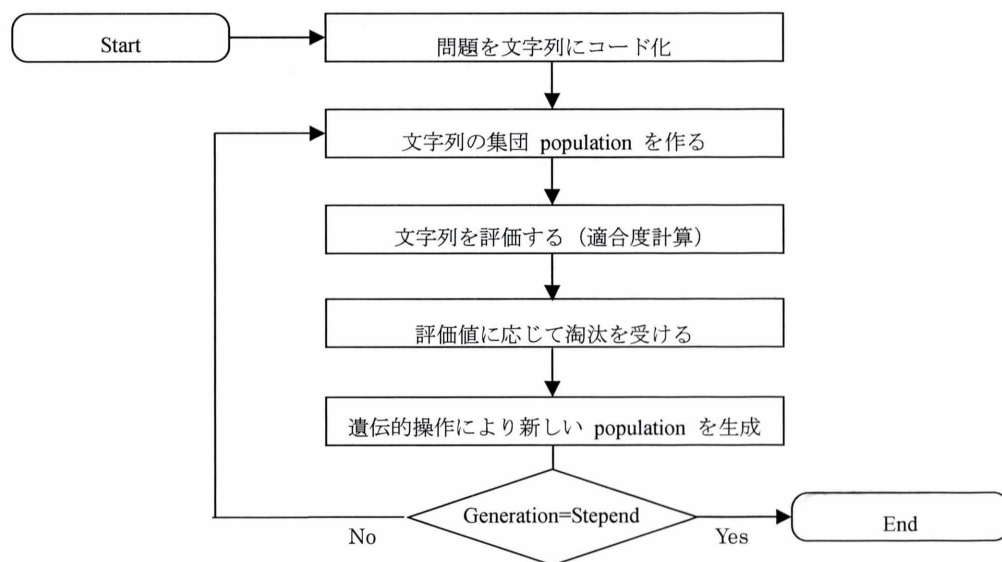 Start
問題を文字列にコード化
文字列の集団 population を作る
文字列を評価する（適合度計算）
評価値に応じて淘汰を受ける
遺伝的操作により新しい population を生成
Generation=Stepend
No
Yes
End